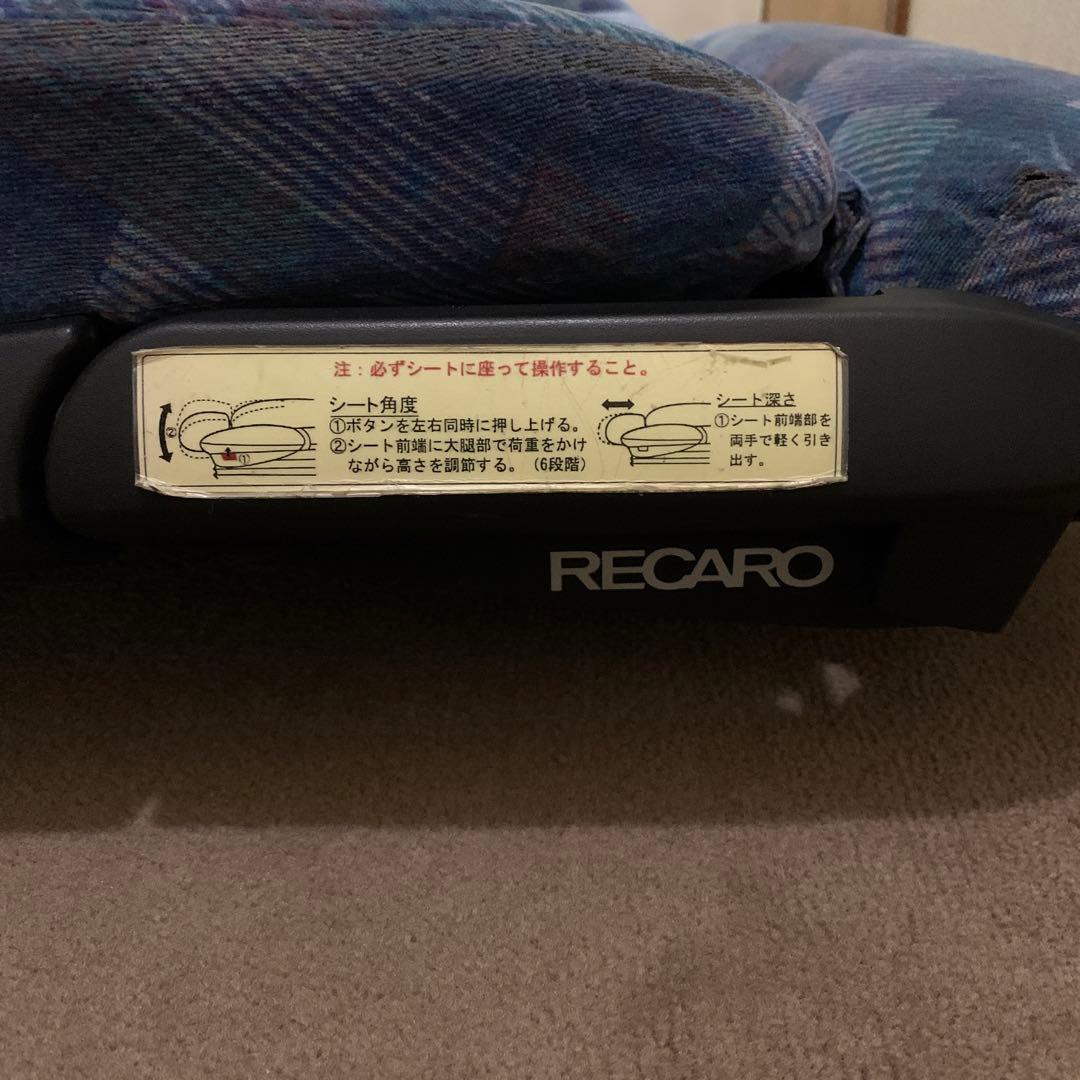 注：必ずシートに座って操作すること。
シート角度
①ボタンを左右同時に押し上げる。
②シート前端に大腿部で荷重をかけ
ながら高さを調節する。（6段階）
②
①
シート深さ
①シート前端部を
両手で軽く引き
出す。
RECARO